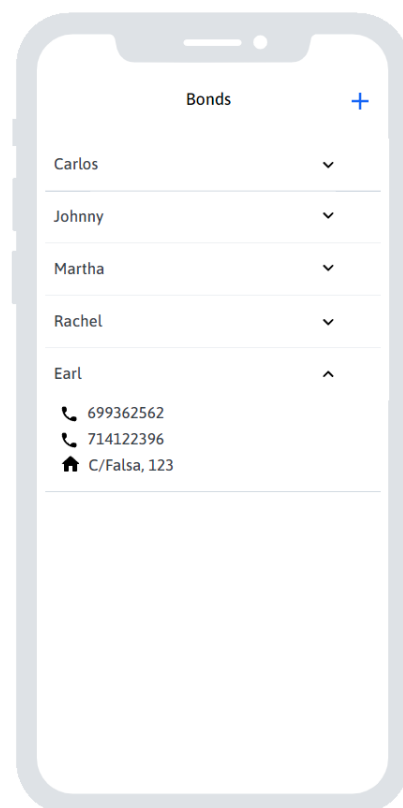 Bonds
Carlos
Johnny
Martha
Rachel
Earl
699362562
714122396
C/Falsa, 123